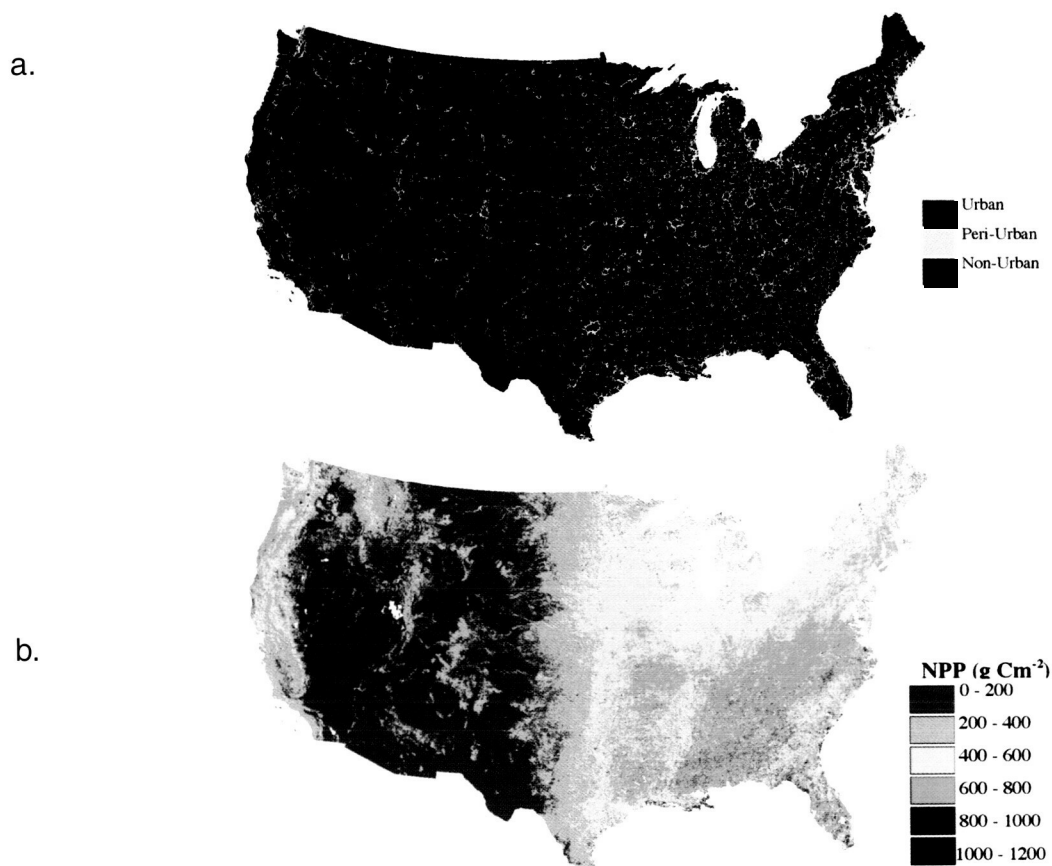 a.
Urban
Peri-Urban
Non-Urban
b.
NPP (g Cm-2)
0 - 200
200 - 400
400 - 600
600 - 800
800 - 1000
1000 - 1200